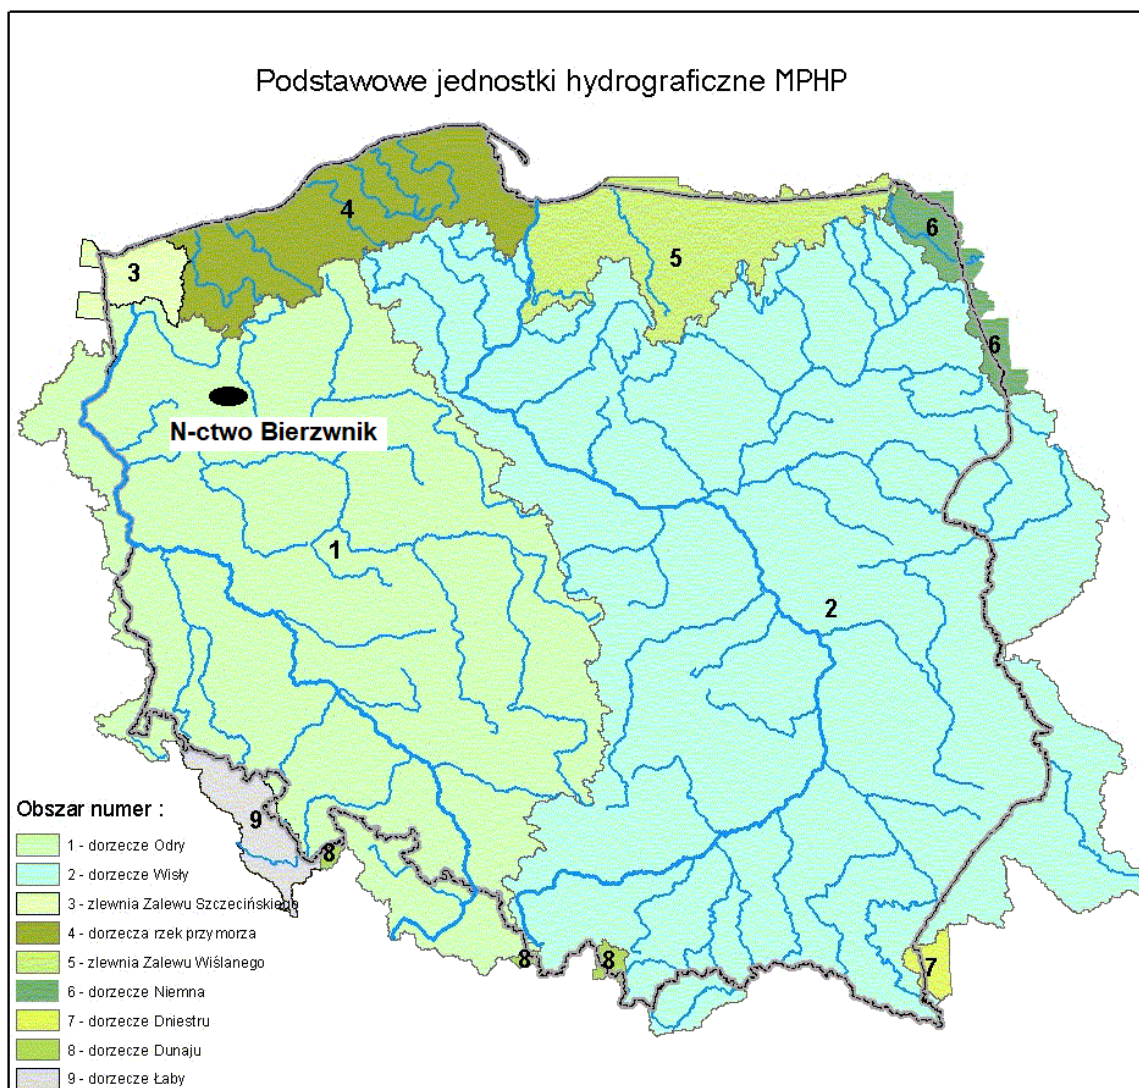 Podstawowe jednostki hydrograficzne MPHP
4
6
3
5
6
N-ctwo Bierzwnik
1
2
Obszar numer :
9
8
1 - dorzecze Odry
2 - dorzecze Wisły
3 - zlewnia Zalewu Szczecińskiego
4 - dorzecza rzek przymorza
5 - zlewnia Zalewu Wiślanego
8
8
7
6 - dorzecze Niemna
7 - dorzecze Dniestru
8 - dorzecze Dunaju
9 - dorzecze Łaby